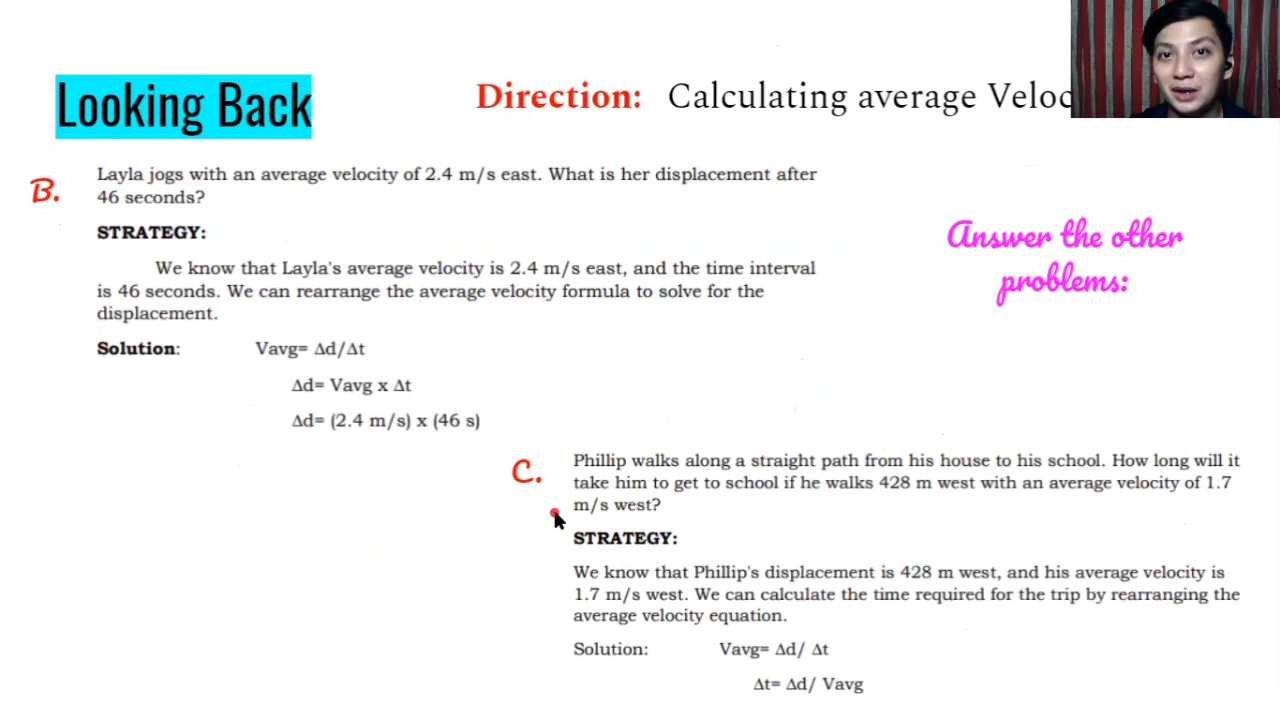 Looking Back
Direction: Calculating average
B.
Layla jogs with an average velocity of 2.4 m/s east. What is her displacement after
46 seconds?
STRATEGY:
We know that Layla's average velocity is 2.4 m/s east, and the time interval
is 46 seconds. We can rearrange the average velocity formula to solve for the
displacement.
Solution: Vavg= Δd/Δt
Δd= Vavg x Δt
Δd= (2.4 m/s) x (46 s)
Answer the other
problems:
C.
Phillip walks along a straight path from his house to his school. How long will it
take him to get to school if he walks 428 m west with an average velocity of 1.7
m/s west?
STRATEGY:
We know that Phillip's displacement is 428 m west, and his average velocity is
1.7 m/s west. We can calculate the time required for the trip by rearranging the
average velocity equation.
Solution: Vavg= Δd/ Δt
Δt= Δd/ Vavg